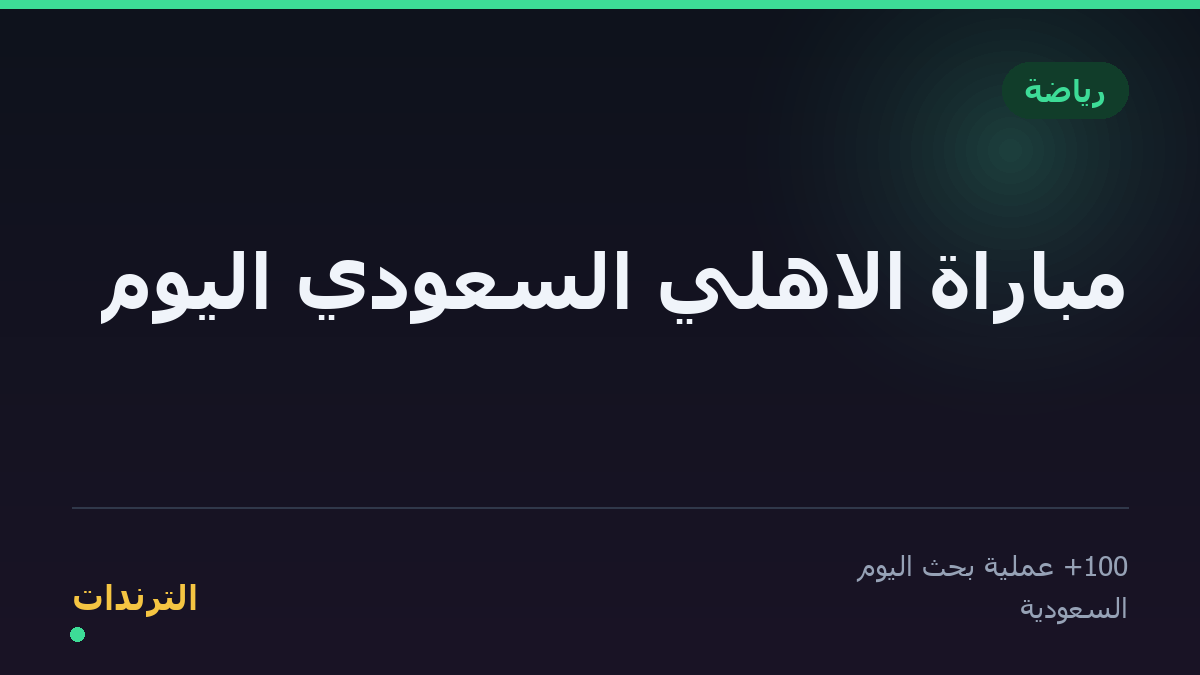 رياضة
مباراة الاهلي السعودي اليوم
100+ عملية بحث اليوم
السعودية
الترندات